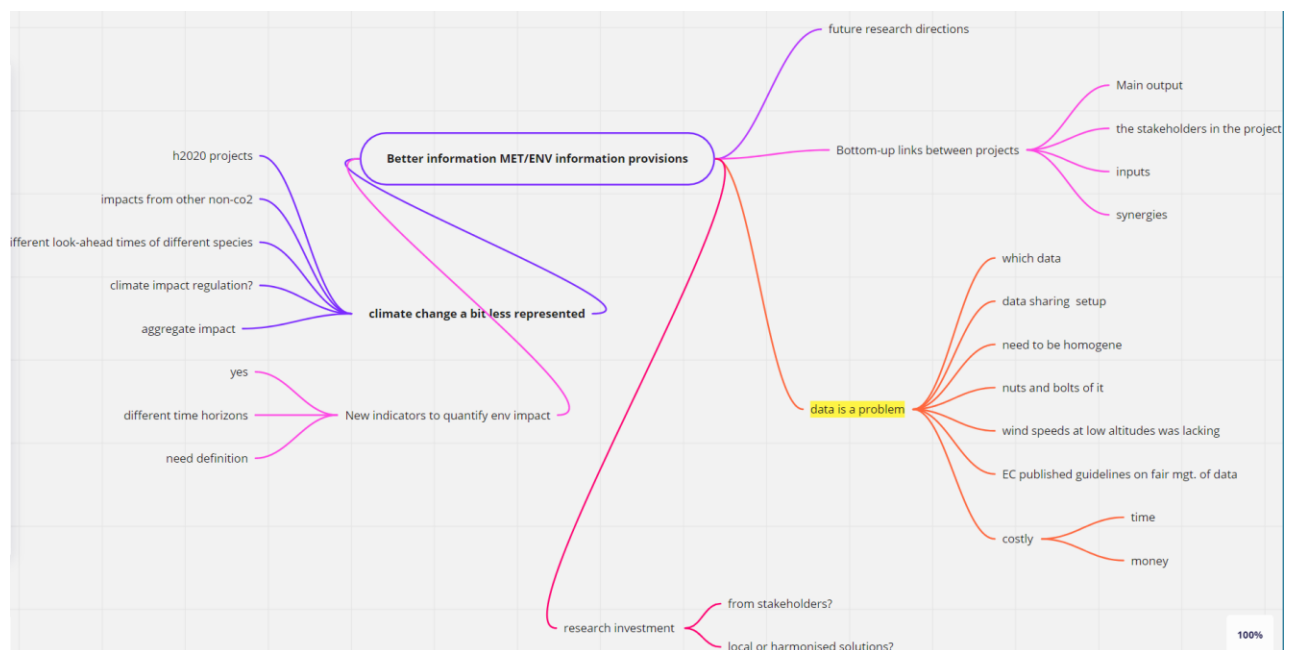 future research directions
Main output
the stakeholders in the project
Bottom-up links between projects
inputs
synergies
Better information MET/ENV information provisions
h2020 projects
impacts from other non-co2
ifferent look-ahead times of different species
climate impact regulation?
aggregate impact
climate change a bit less represented
yes
different time horizons
need definition
New indicators to quantify env impact
which data
data sharing setup
need to be homogene
nuts and bolts of it
data is a problem
wind speeds at low altitudes was lacking
EC published guidelines on fair mgt. of data
costly
time
money
research investment
from stakeholders?
local or harmonised solutions?
100%